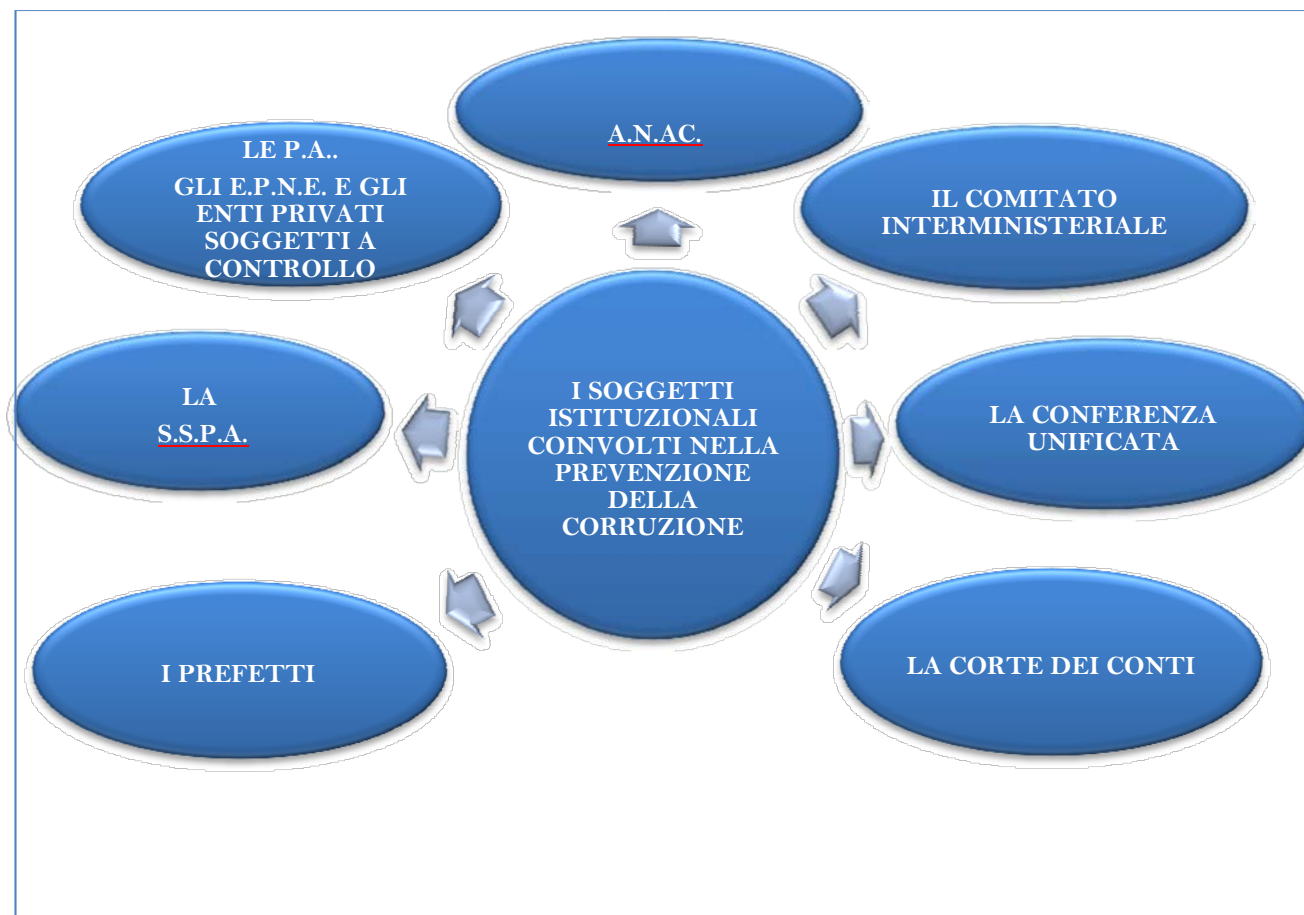 A.N.AC.
LE P.A..
GLI E.P.N.E. E GLI
ENTI PRIVATI
SOGGETTI A
CONTROLLO
IL COMITATO
INTERMINISTERIALE
LA
S.S.P.A.
I SOGGETTI
ISTITUZIONALI
COINVOLTI NELLA
PREVENZIONE
DELLA
CORRUZIONE
LA CONFERENZA
UNIFICATA
I PREFETTI
LA CORTE DEI CONTI